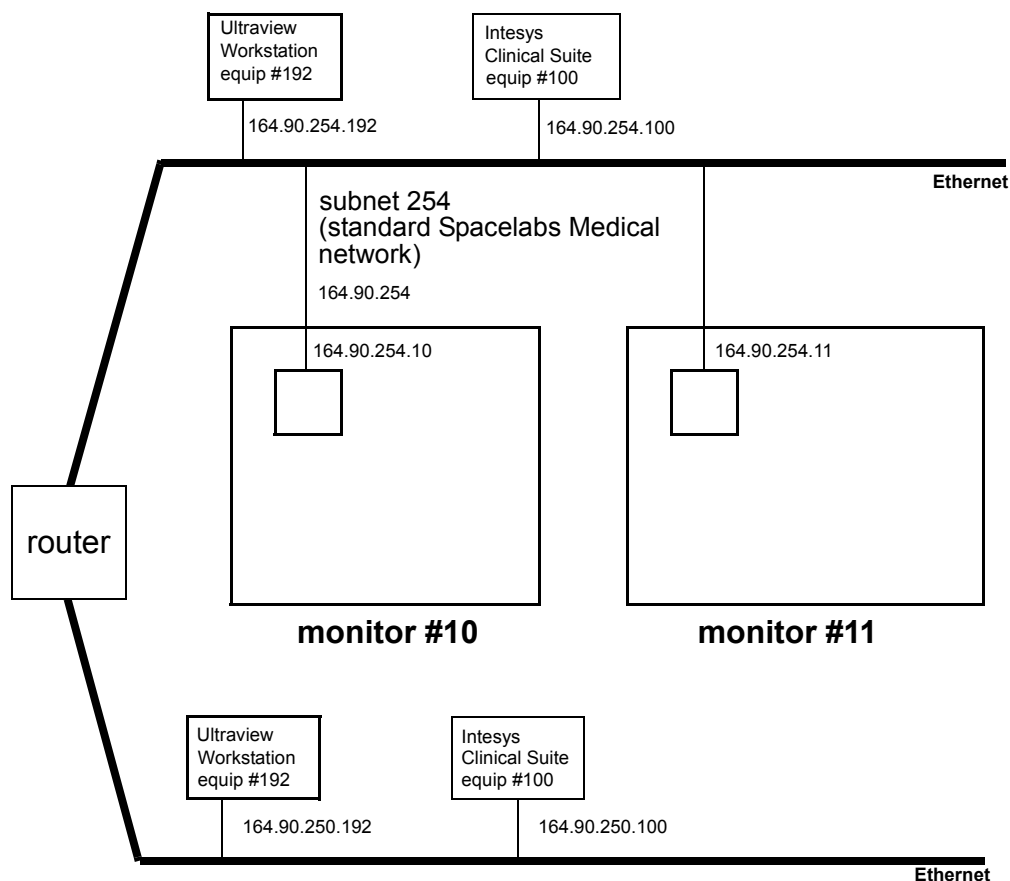 Ultraview
Workstation
equip #192
Intesys
Clinical Suite
equip #100
164.90.254.192
164.90.254.100
Ethernet
subnet 254
(standard Spacelabs Medical
network)
164.90.254
164.90.254.10
164.90.254.11
router
monitor #10
monitor #11
Ultraview
Workstation
equip #192
Intesys
Clinical Suite
equip #100
164.90.250.192
164.90.250.100
Ethernet